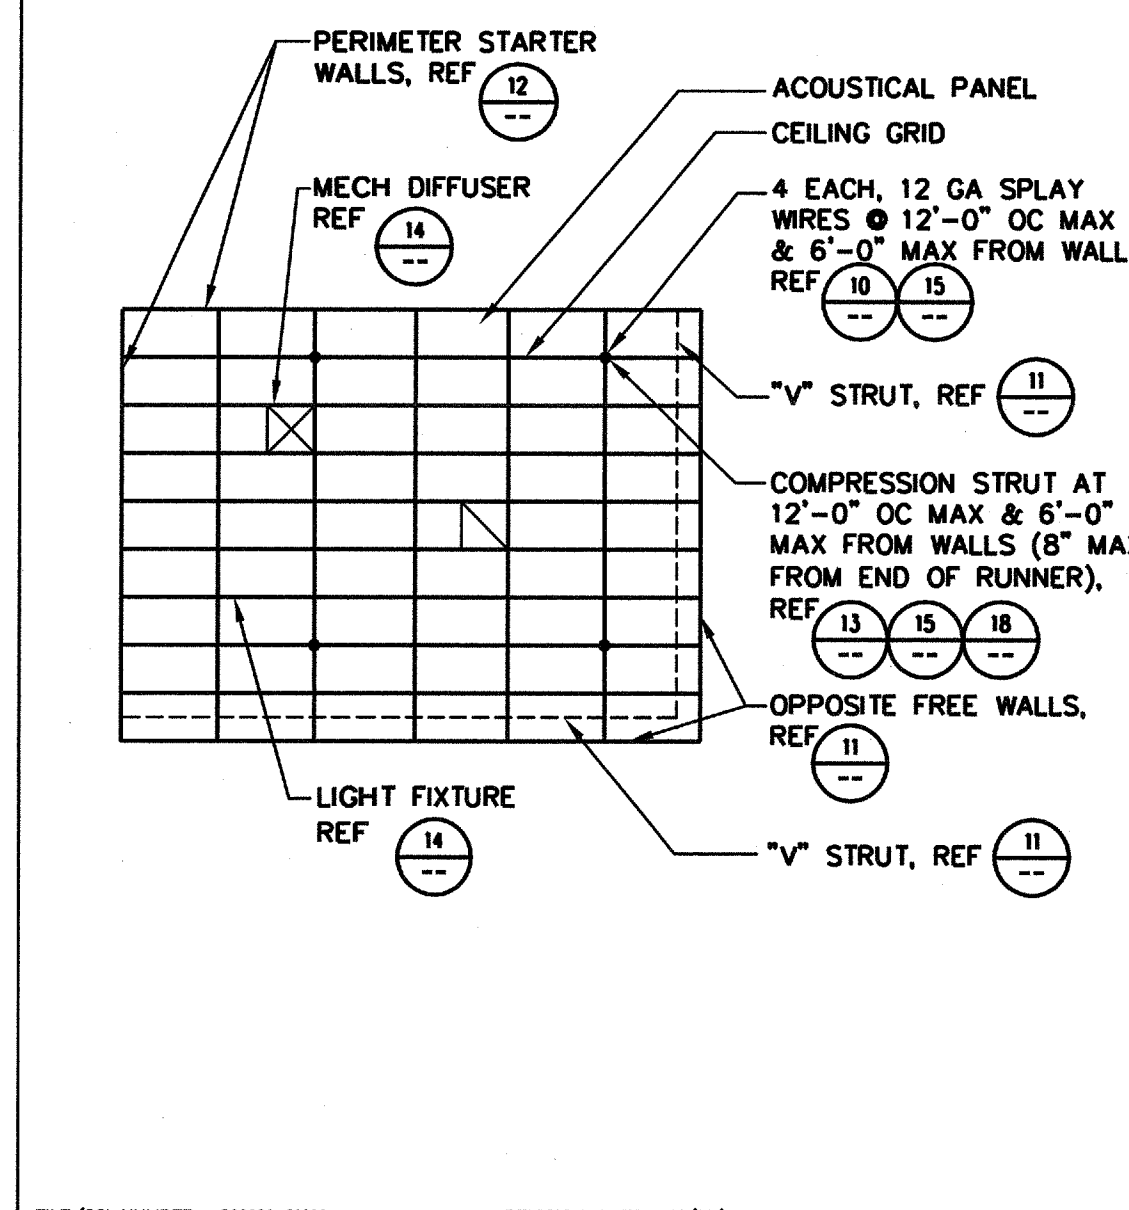 PERIMETER STARTER
WALLS, REF
12
--
ACOUSTICAL PANEL
CEILING GRID
MECH DIFFUSER
REF
14
--
4 EACH, 12 GA SPLAY
WIRES @ 12'-0" OC MAX
& 6'-0" MAX FROM WALL
REF
10
--
15
--
"V" STRUT, REF
11
--
COMPRESSION STRUT AT
12'-0" OC MAX & 6'-0"
MAX FROM WALLS (8" MAX
FROM END OF RUNNER),
REF
13
--
15
--
18
--
OPPOSITE FREE WALLS,
REF
11
--
LIGHT FIXTURE
REF
14
--
"V" STRUT, REF
11
--